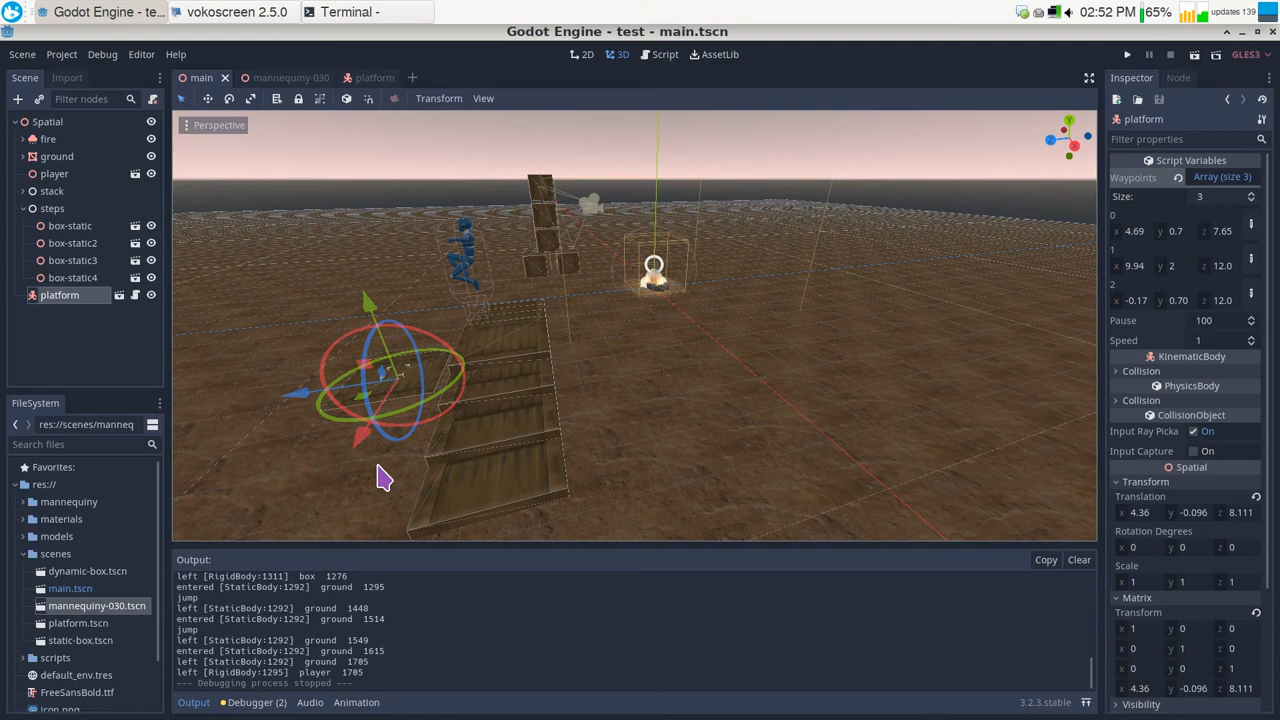 Godot Engine - te...
vokoscreen 2.5.0
Terminal -
02:52 PM
65%
updates 139
Godot Engine - test - main.tscn
Scene Project Debug Editor Help
2D 3D Script AssetLib
GLES3
Scene Import
main mannequiny-030 platform
Inspector Node
Filter nodes
Transform View
platform
Perspective
Filter properties
Spatial
fire
ground
player
stack
steps
box-static
box-static2
box-static3
box-static4
platform
Y
Z
X
Script Variables
Waypoints Array (size 3)
Size: 3
0
x 4.69 y 0.7 z 7.65
1
x 9.94 y 2 z 12.0
2
x -0.17 y 0.70 z 12.0
Pause 100
Speed 1
KinematicBody
Collision
PhysicsBody
Collision
CollisionObject
Input Ray Picka On
Input Capture On
Spatial
Transform
Translation
x 4.36 y -0.096 z 8.111
Rotation Degrees
x 0 y 0 z 0
Scale
x 1 y 1 z 1
Matrix
Transform
x 1 y 0 z 0
x 0 y 1 z 0
x 0 y 0 z 1
x 4.36 y -0.096 z 8.111
Visibility
FileSystem
res://scenes/manneq
Search files
Favorites:
res://
mannequiny
materials
models
scenes
dynamic-box.tscn
main.tscn
mannequiny-030.tscn
platform.tscn
static-box.tscn
scripts
default_env.tres
FreeSansBold.ttf
icon.png
Output:
Copy Clear
left [RigidBody:1311] box 1276
entered [StaticBody:1292] ground 1295
jump
left [StaticBody:1292] ground 1448
entered [StaticBody:1292] ground 1514
jump
left [StaticBody:1292] ground 1549
entered [StaticBody:1292] ground 1615
left [StaticBody:1292] ground 1705
left [RigidBody:1295] player 1705
--- Debugging process stopped ---
Output Debugger (2) Audio Animation
3.2.3.stable